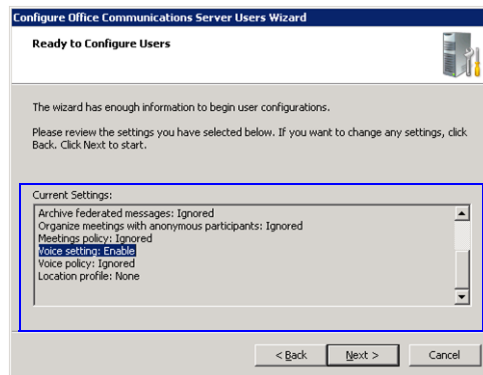 Configure Office Communications Server Users Wizard
Ready to Configure Users
The wizard has enough information to begin user configurations.
Please review the settings you have selected below. If you want to change any settings, click
Back. Click Next to start.
Current Settings:
Archive federated messages: Ignored
Organize meetings with anonymous participants: Ignored
Meetings policy: Ignored
Voice setting: Enable
Voice policy: Ignored
Location profile: None
< Back
Next >
Cancel